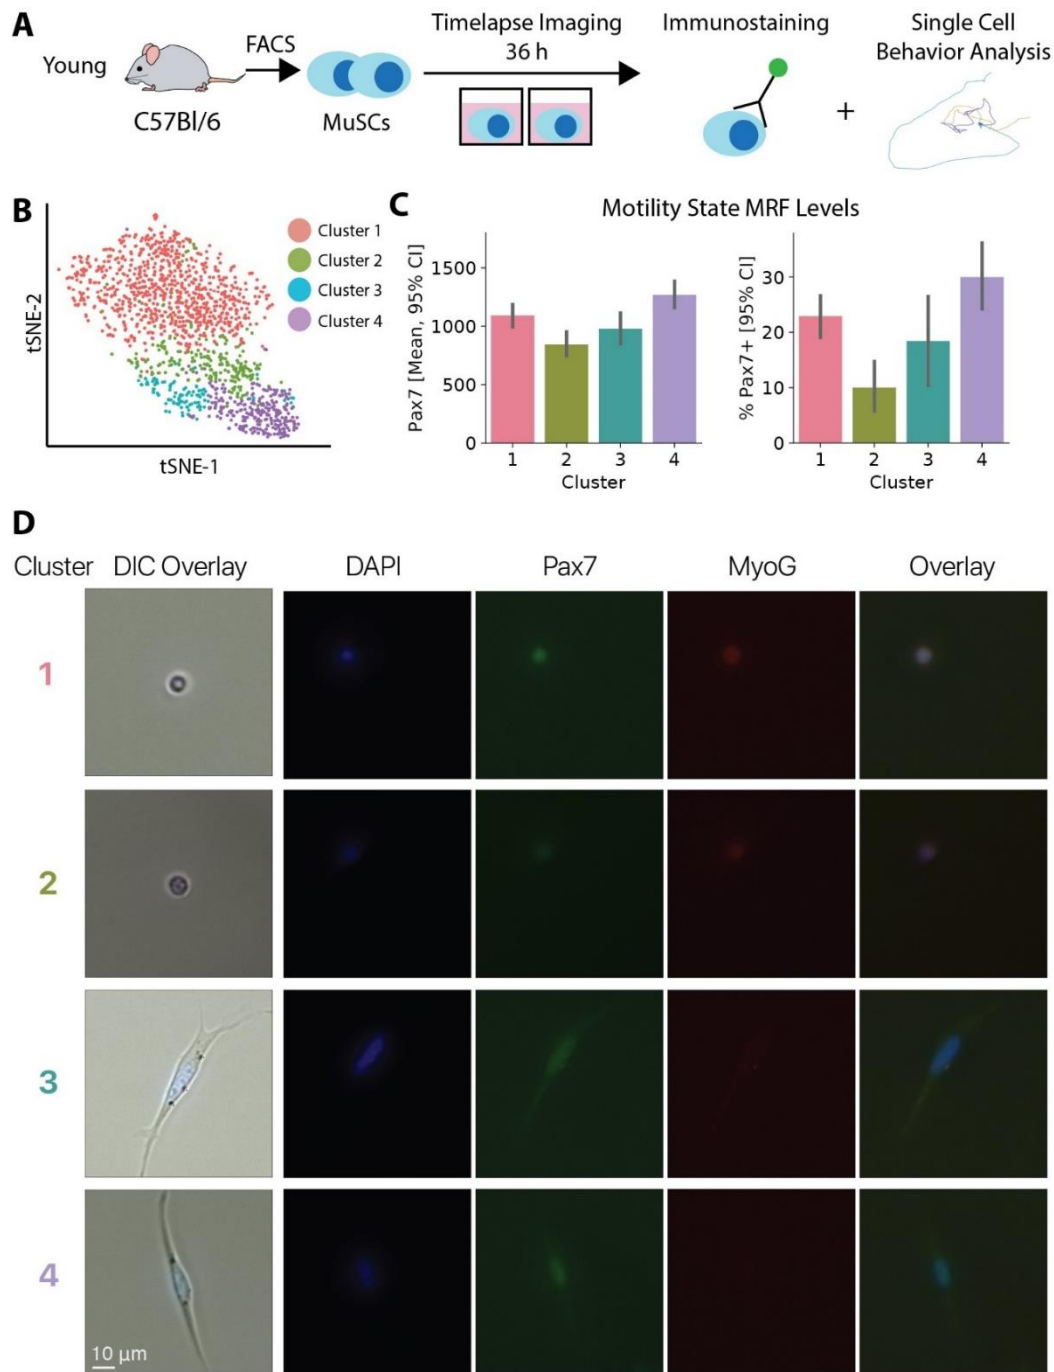 A
Young
C57Bl/6
FACS
MuSCs
Timelapse Imaging
36 h
Immunostaining
+
Single Cell
Behavior Analysis
B
tSNE-2
tSNE-1
Cluster 1
Cluster 2
Cluster 3
Cluster 4
C
Motility State MRF Levels
Pax7 [Mean, 95% CI]
1500
1000
500
0
1 2 3 4
Cluster
% Pax7+ [95% CI]
30
20
10
0
1 2 3 4
Cluster
D
Cluster DIC Overlay DAPI Pax7 MyoG Overlay
1
2
3
4
10 µm